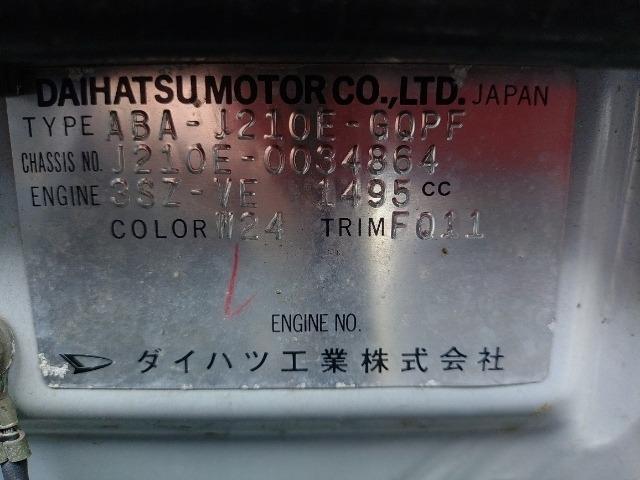 DAIHATSU MOTOR CO.,LTD. JAPAN
TYPE ABA-J210E-GQPF
CHASSIS NO. J210E-0034864
ENGINE 3SZ-VE 1495 CC
COLOR W24 TRIM FQ11
ENGINE NO.
ダイハツ工業株式会社